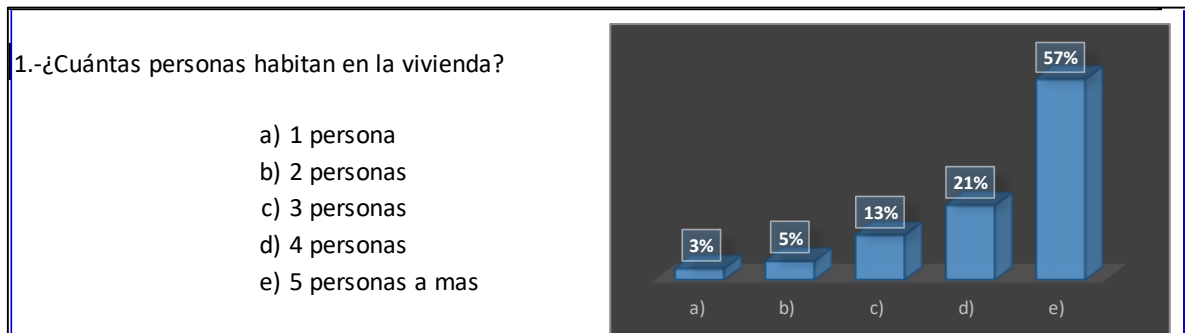 1.-¿Cuántas personas habitan en la vivienda?
a) 1 persona
b) 2 personas
c) 3 personas
d) 4 personas
e) 5 personas a mas
57%
21%
13%
5%
3%
a) b) c) d) e)